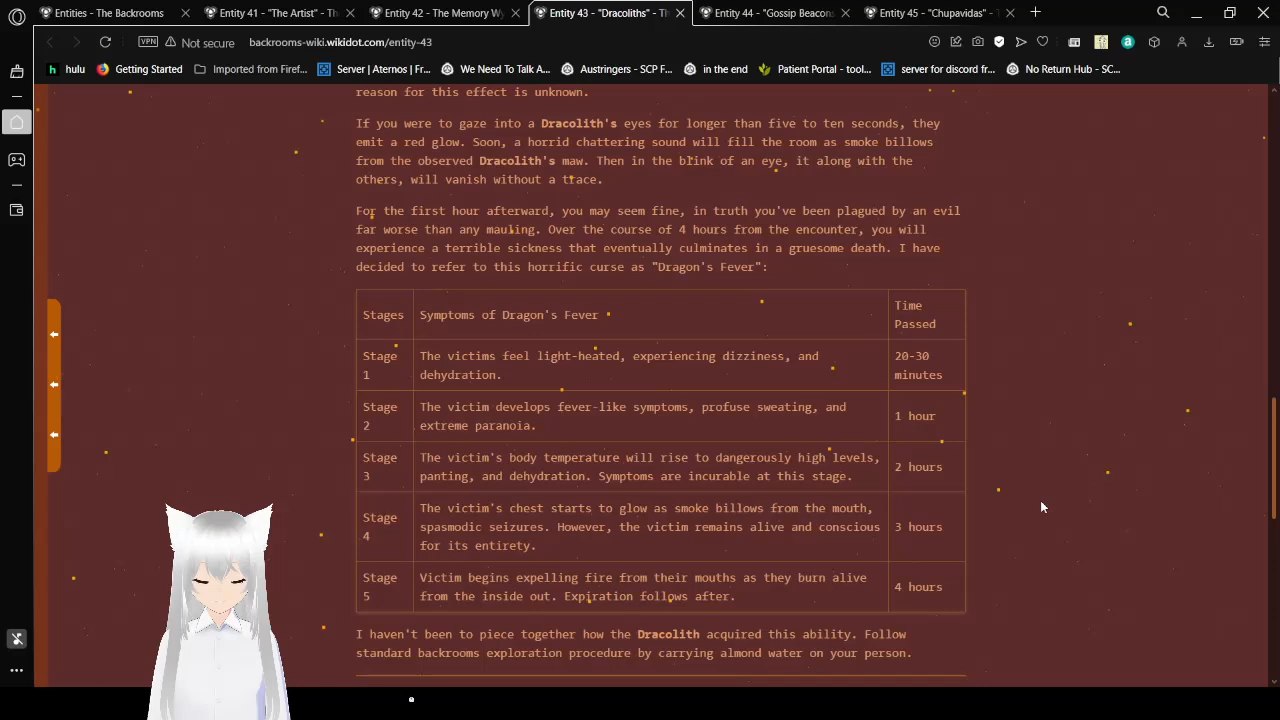 Entities - The Backrooms
Entity 41 - "The Artist" - Th
Entity 42 - The Memory Wy
Entity 43 - "Dracoliths" - Th
Entity 44 - "Gossip Beacons
Entity 45 - "Chupavidas" - T
VPN
Not secure
backrooms-wiki.wikidot.com/entity-43
hulu
Getting Started
Imported from Firef...
Server | Aternos | Fr...
We Need To Talk A...
Austringers - SCP F...
in the end
Patient Portal - tool...
server for discord fr...
No Return Hub - SC...
reason for this effect is unknown.
If you were to gaze into a Dracolith's eyes for longer than five to ten seconds, they
emit a red glow. Soon, a horrid chattering sound will fill the room as smoke billows
from the observed Dracolith's maw. Then in the blink of an eye, it along with the
others, will vanish without a trace.
For the first hour afterward, you may seem fine, in truth you've been plagued by an evil
far worse than any mauling. Over the course of 4 hours from the encounter, you will
experience a terrible sickness that eventually culminates in a gruesome death. I have
decided to refer to this horrific curse as "Dragon's Fever":
Stages
Symptoms of Dragon's Fever
Time
Passed
Stage
1
The victims feel light-heated, experiencing dizziness, and
dehydration.
20-30
minutes
Stage
2
The victim develops fever-like symptoms, profuse sweating, and
extreme paranoia.
1 hour
Stage
3
The victim's body temperature will rise to dangerously high levels,
panting, and dehydration. Symptoms are incurable at this stage.
2 hours
Stage
4
The victim's chest starts to glow as smoke billows from the mouth,
spasmodic seizures. However, the victim remains alive and conscious
for its entirety.
3 hours
Stage
5
Victim begins expelling fire from their mouths as they burn alive
from the inside out. Expiration follows after.
4 hours
I haven't been to piece together how the Dracolith acquired this ability. Follow
standard backrooms exploration procedure by carrying almond water on your person.